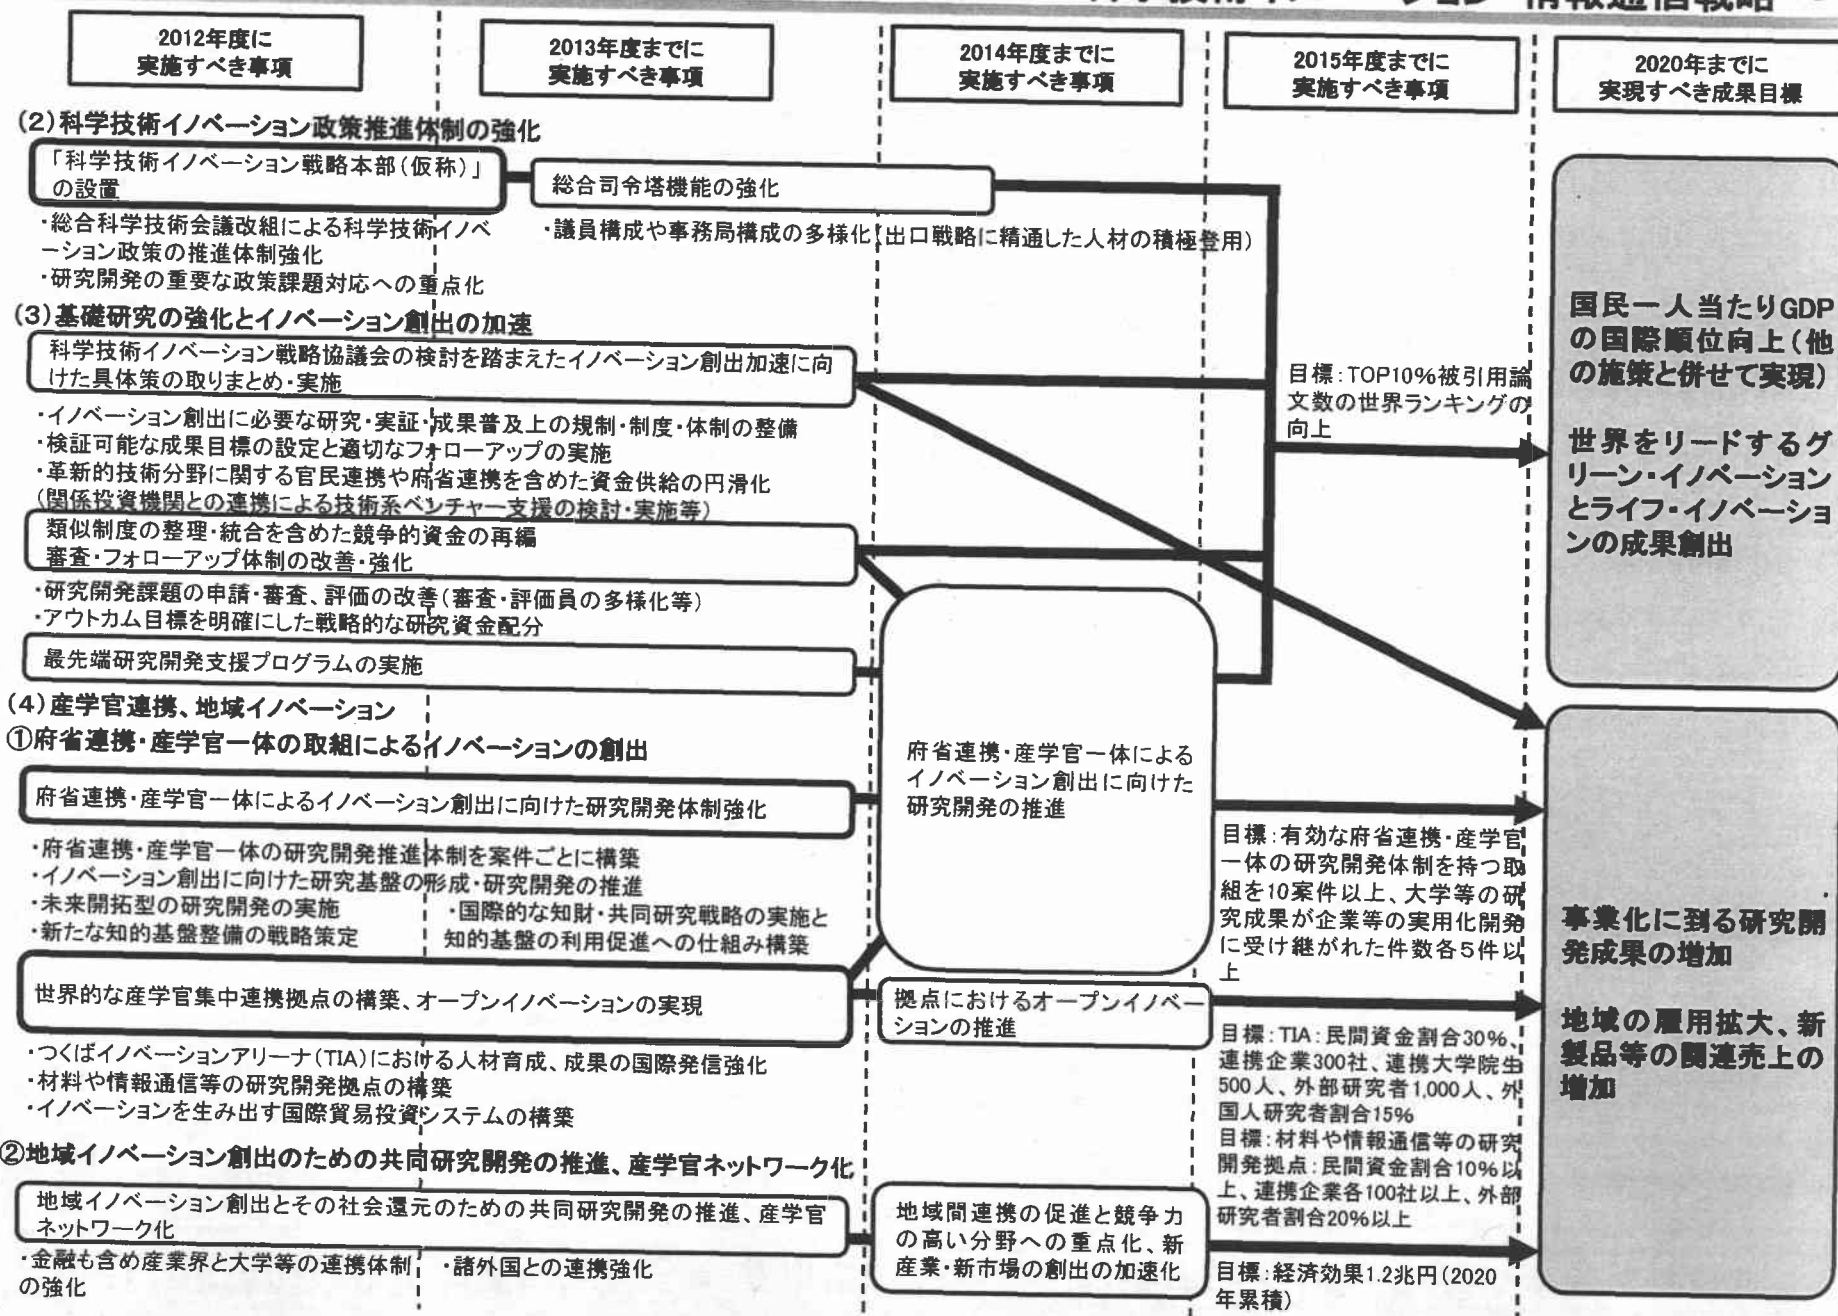 2012年度に
実施すべき事項
2013年度までに
実施すべき事項
2014年度までに
実施すべき事項
2015年度までに
実施すべき事項
2020年までに
実現すべき成果目標
(2)科学技術イノベーション政策推進体制の強化
「科学技術イノベーション戦略本部(仮称)」
の設置
総合司令塔機能の強化
・総合科学技術会議改組による科学技術イノベ
ーション政策の推進体制強化
・研究開発の重要な政策課題対応への重点化
・議員構成や事務局構成の多様化(出口戦略に精通した人材の積極登用)
(3)基礎研究の強化とイノベーション創出の加速
科学技術イノベーション戦略協議会の検討を踏まえたイノベーション創出加速に向
けた具体策の取りまとめ・実施
・イノベーション創出に必要な研究・実証・成果普及上の規制・制度・体制の整備
・検証可能な成果目標の設定と適切なフォローアップの実施
・革新的技術分野に関する官民連携や府省連携を含めた資金供給の円滑化
(関係投資機関との連携による技術系ベンチャー支援の検討・実施等)
類似制度の整理・統合を含めた競争的資金の再編
審査・フォローアップ体制の改善・強化
・研究開発課題の申請・審査、評価の改善(審査・評価員の多様化等)
・アウトカム目標を明確にした戦略的な研究資金配分
最先端研究開発支援プログラムの実施
目標:TOP10%被引用論
文数の世界ランキングの
向上
国民一人当たりGDP
の国際順位向上(他
の施策と併せて実現)
世界をリードするグ
リーン・イノベーション
とライフ・イノベーショ
ンの成果創出
(4)産学官連携、地域イノベーション
①府省連携・産学官一体の取組によるイノベーションの創出
府省連携・産学官一体によるイノベーション創出に向けた研究開発体制強化
・府省連携・産学官一体の研究開発推進体制を案件ごとに構築
・イノベーション創出に向けた研究基盤の形成・研究開発の推進
・未来開拓型の研究開発の実施
・新たな知的基盤整備の戦略策定
・国際的な知財・共同研究戦略の実施と
知的基盤の利用促進への仕組み構築
府省連携・産学官一体による
イノベーション創出に向けた
研究開発の推進
目標:有効な府省連携・産学官
一体の研究開発体制を持つ取
組を10案件以上、大学等の研
究成果が企業等の実用化開発
に受け継がれた件数各5件以
上
世界的な産学官集中連携拠点の構築、オープンイノベーションの実現
・つくばイノベーションアリーナ(TIA)における人材育成、成果の国際発信強化
・材料や情報通信等の研究開発拠点の構築
・イノベーションを生み出す国際貿易投資システムの構築
拠点におけるオープンイノベー
ションの推進
目標:TIA:民間資金割合30%、
連携企業300社、連携大学院生
500人、外部研究者1,000人、外
国人研究者割合15%
目標:材料や情報通信等の研究
開発拠点:民間資金割合10%以
上、連携企業各100社以上、外部
研究者割合20%以上
事業化に到る研究開
発成果の増加
地域の雇用拡大、新
製品等の関連売上の
増加
②地域イノベーション創出のための共同研究開発の推進、産学官ネットワーク化
地域イノベーション創出とその社会還元のための共同研究開発の推進、産学官
ネットワーク化
・金融も含め産業界と大学等の連携体制
の強化
・諸外国との連携強化
地域間連携の促進と競争力
の高い分野への重点化、新
産業・新市場の創出の加速化
目標:経済効果1.2兆円(2020
年累積)